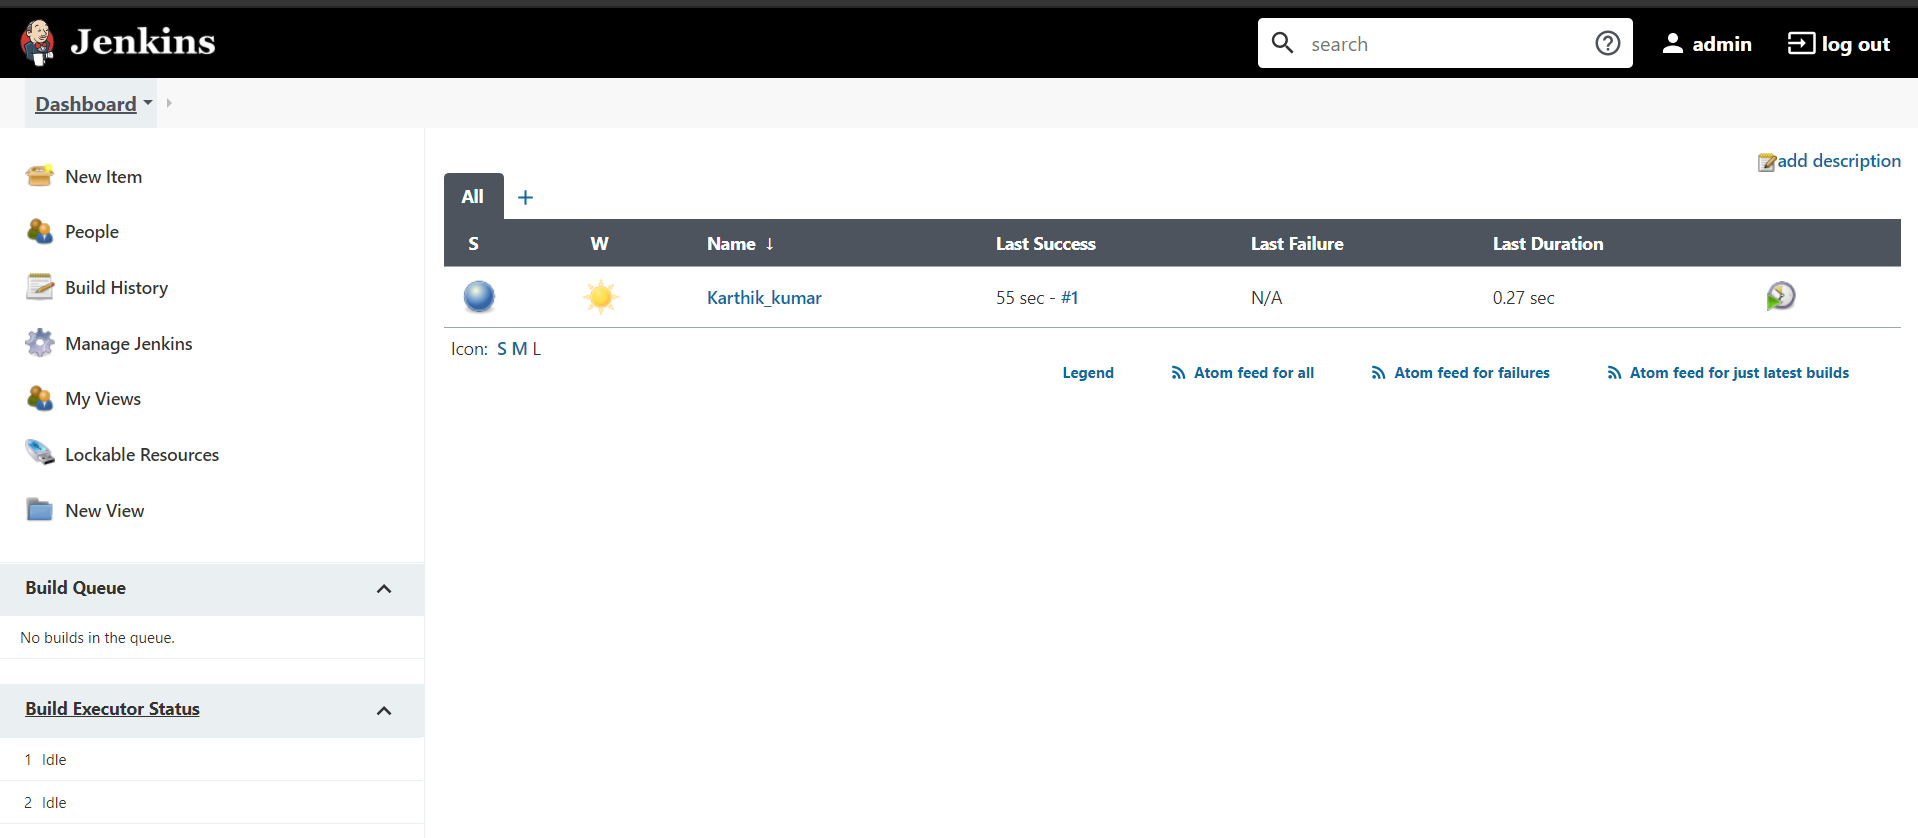 Jenkins
search
admin
log out
Dashboard
New Item
People
Build History
Manage Jenkins
My Views
Lockable Resources
New View
Build Queue
No builds in the queue.
Build Executor Status
1 Idle
2 Idle
add description
All +
S W Name ↓ Last Success Last Failure Last Duration
Karthik_kumar 55 sec - #1 N/A 0.27 sec
Icon: S M L
Legend Atom feed for all Atom feed for failures Atom feed for just latest builds